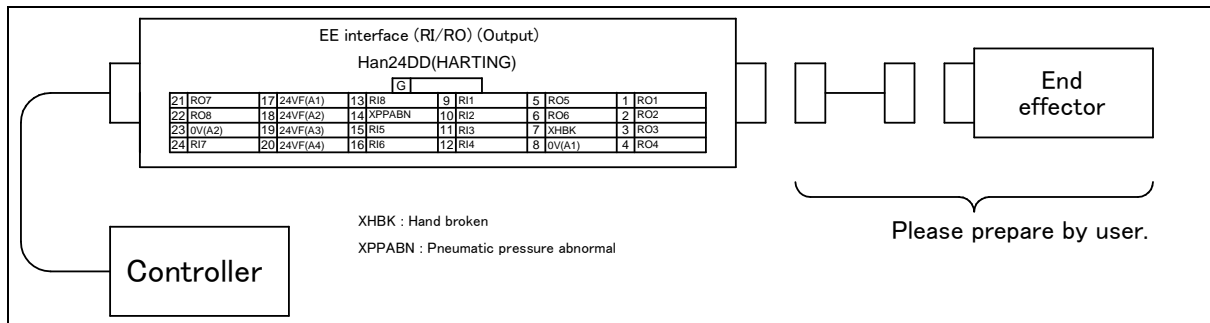 EE interface (RI/RO) (Output)
Han24DD(HARTING)
G
21 RO7 17 24VF(A1) 13 RI8 9 RI1 5 RO5 1 RO1
22 RO8 18 24VF(A2) 14 XPPABN 10 RI2 6 RO6 2 RO2
23 0V(A2) 19 24VF(A3) 15 RI5 11 RI3 7 XHBK 3 RO3
24 RI7 20 24VF(A4) 16 RI6 12 RI4 8 0V(A1) 4 RO4
End
effector
XHBK : Hand broken
XPPABN : Pneumatic pressure abnormal
Please prepare by user.
Controller